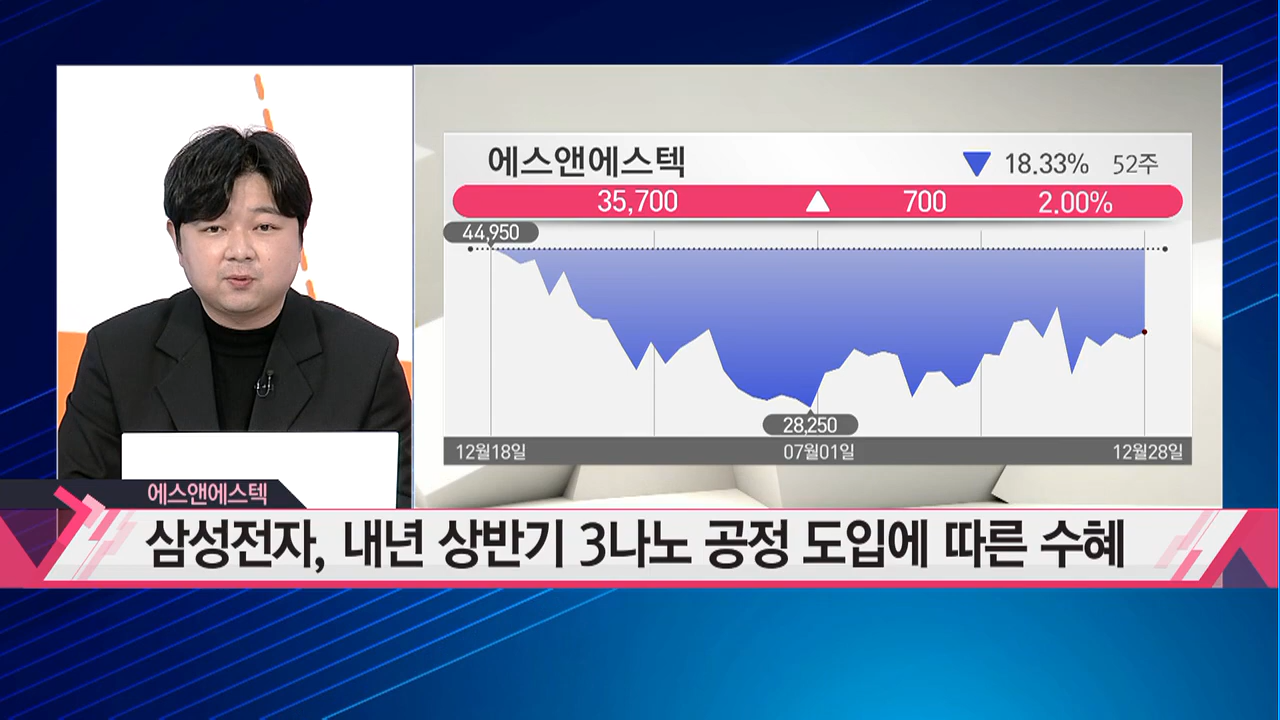 에스앤에스텍 ▼ 18.33% 52주
35,700 ▲ 700 2.00%
44,950
28,250
12월18일 07월01일 12월28일
에스앤에스텍
삼성전자, 내년 상반기 3나노 공정 도입에 따른 수혜